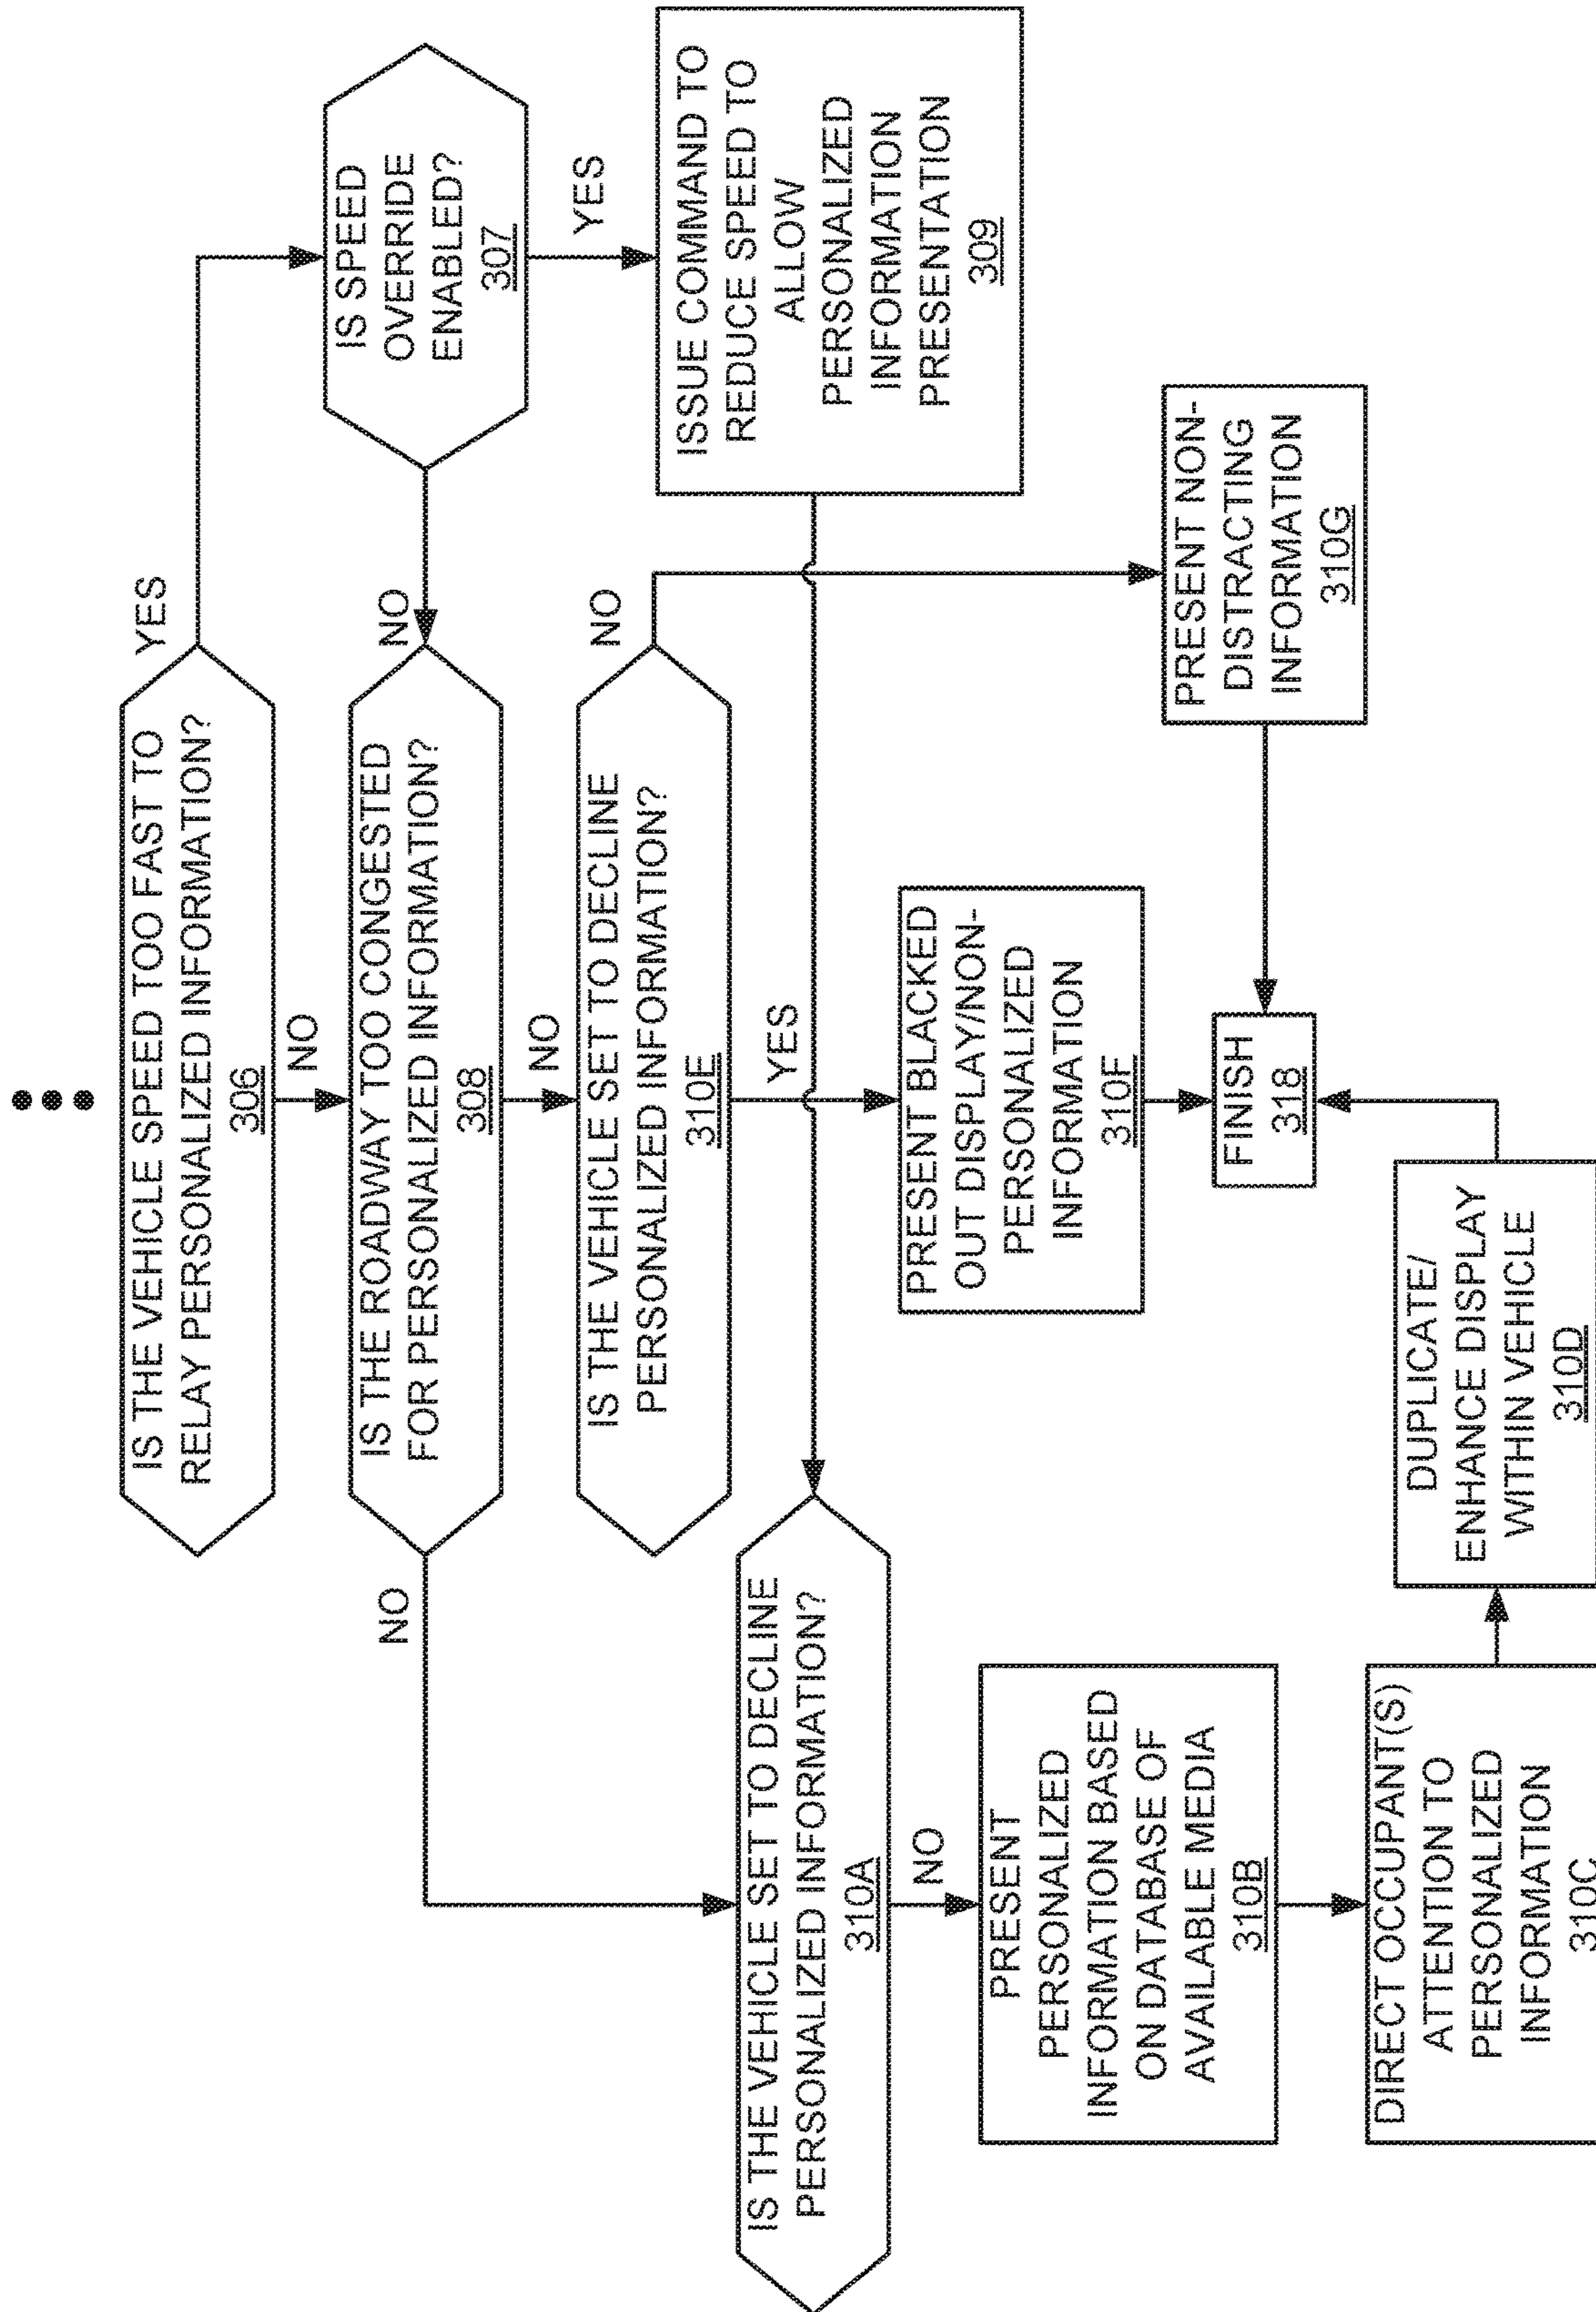 IS THE VEHICLE SPEED TOO FAST TO
RELAY PERSONALIZED INFORMATION?
306
YES
NO
IS SPEED
OVERRIDE
ENABLED?
307
NO
YES
IS THE ROADWAY TOO CONGESTED
FOR PERSONALIZED INFORMATION?
308
NO
NO
ISSUE COMMAND TO
REDUCE SPEED TO
ALLOW
PERSONALIZED
INFORMATION
PRESENTATION
309
IS THE VEHICLE SET TO DECLINE
PERSONALIZED INFORMATION?
310E
NO
YES
IS THE VEHICLE SET TO DECLINE
PERSONALIZED INFORMATION?
310A
NO
PRESENT BLACKED
OUT DISPLAY/NON-
PERSONALIZED
INFORMATION
310F
PRESENT
PERSONALIZED
INFORMATION BASED
ON DATABASE OF
AVAILABLE MEDIA
310B
PRESENT NON-
DISTRACTING
INFORMATION
310G
FINISH
318
DIRECT OCCUPANT(S)
ATTENTION TO
PERSONALIZED
INFORMATION
310C
DUPLICATE/
ENHANCE DISPLAY
WITHIN VEHICLE
310D